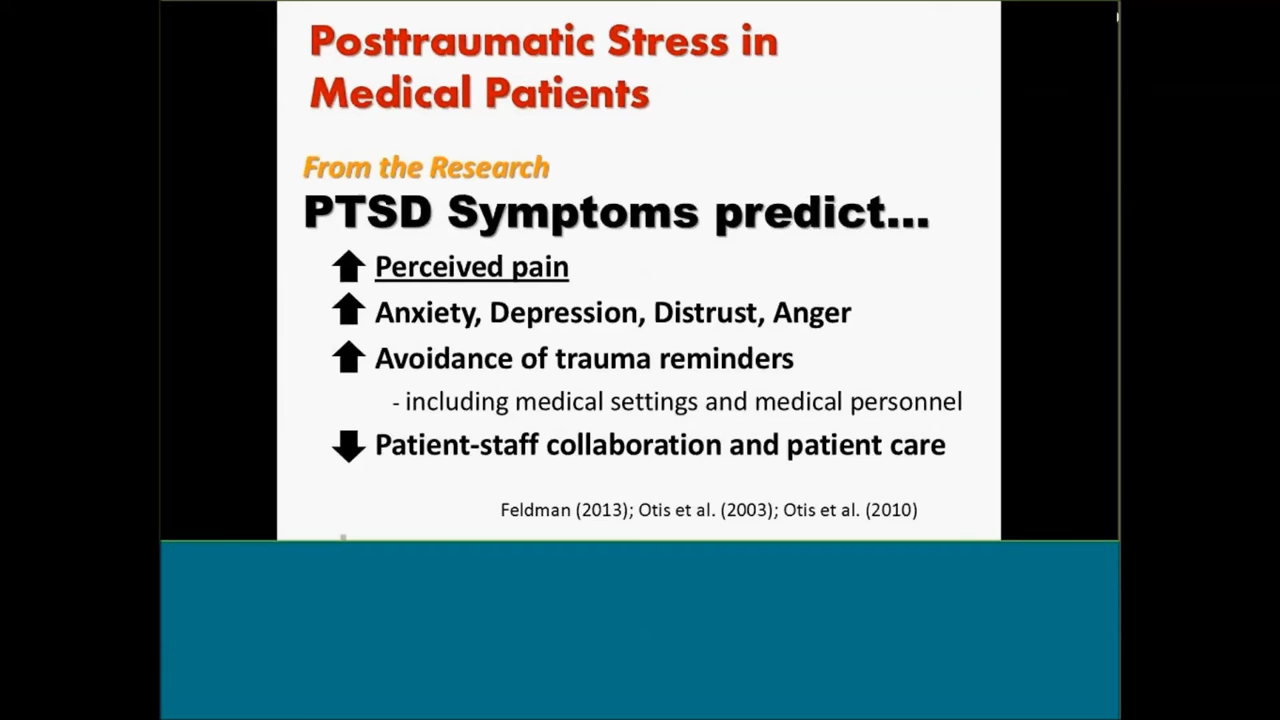 Posttraumatic Stress in
Medical Patients
From the Research
PTSD Symptoms predict...
Perceived pain
Anxiety, Depression, Distrust, Anger
Avoidance of trauma reminders
- including medical settings and medical personnel
Patient-staff collaboration and patient care
Feldman (2013); Otis et al. (2003); Otis et al. (2010)